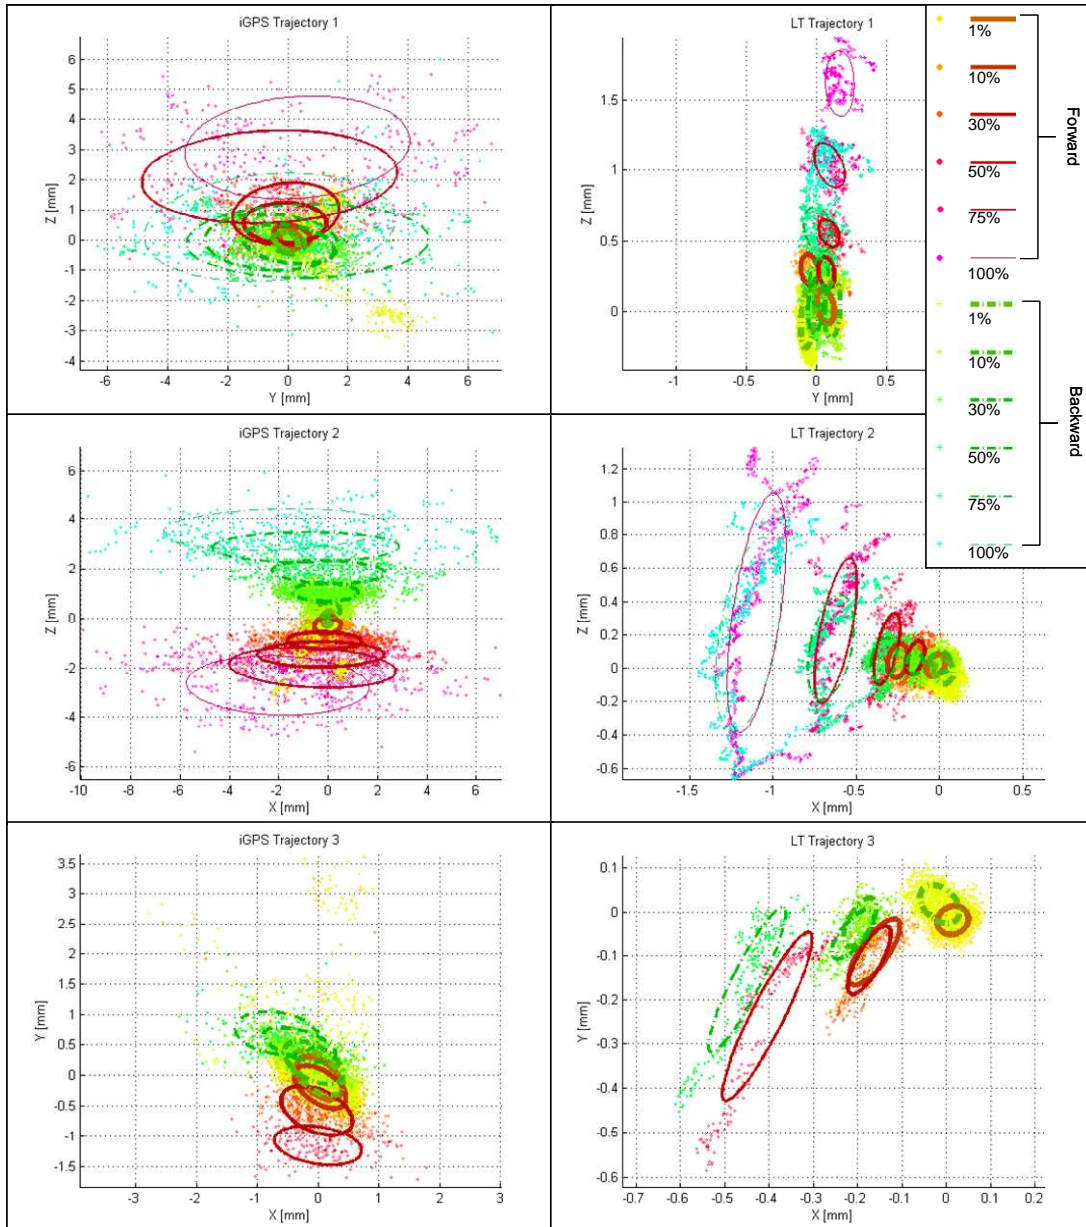 iGPS Trajectory 1
6
5
4
3
2
1
0
-1
-2
-3
-4
Z [mm]
-6 -4 -2 0 2 4 6
Y [mm]
LT Trajectory 1
1.5
1
0.5
0
Z [mm]
-1 -0.5 0 0.5
Y [mm]
1%
10%
30%
50%
75%
100%
Forward
1%
10%
30%
50%
75%
100%
Backward
iGPS Trajectory 2
6
4
2
0
-2
-4
-6
Z [mm]
-10 -8 -6 -4 -2 0 2 4 6
X [mm]
LT Trajectory 2
1.2
1
0.8
0.6
0.4
0.2
0
-0.2
-0.4
-0.6
Z [mm]
-1.5 -1 -0.5 0 0.5
X [mm]
iGPS Trajectory 3
3.5
3
2.5
2
1.5
1
0.5
0
-0.5
-1
-1.5
Y [mm]
-3 -2 -1 0 1 2 3
X [mm]
LT Trajectory 3
0.1
0
-0.1
-0.2
-0.3
-0.4
-0.5
-0.6
Y [mm]
-0.7 -0.6 -0.5 -0.4 -0.3 -0.2 -0.1 0 0.1 0.2
X [mm]